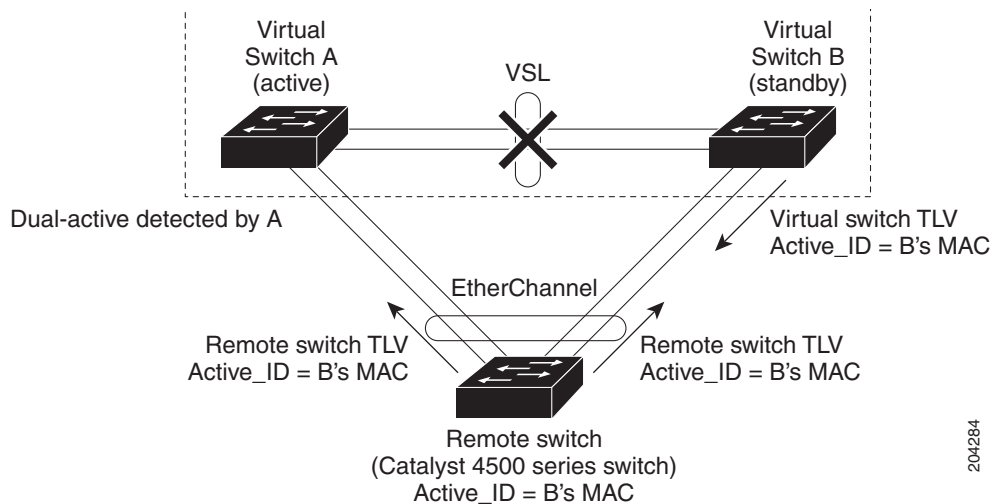 Virtual
Switch A
(active)
VSL
Virtual
Switch B
(standby)
Dual-active detected by A
Virtual switch TLV
Active_ID = B's MAC
EtherChannel
Remote switch TLV
Active_ID = B's MAC
Remote switch TLV
Active_ID = B's MAC
Remote switch
(Catalyst 4500 series switch)
Active_ID = B's MAC
204284